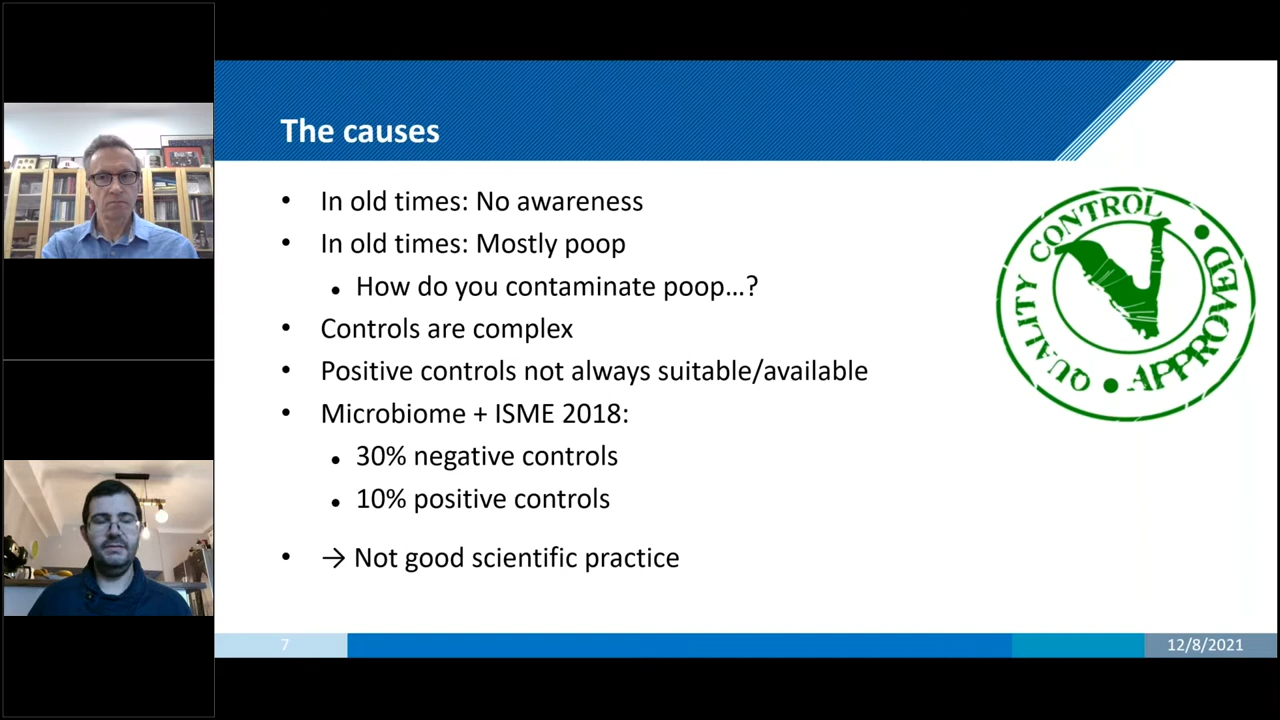 The causes
• In old times: No awareness
• In old times: Mostly poop
• How do you contaminate poop...?
• Controls are complex
• Positive controls not always suitable/available
• Microbiome + ISME 2018:
• 30% negative controls
• 10% positive controls
• → Not good scientific practice
QUALITY CONTROL • APPROVED •
7
12/8/2021